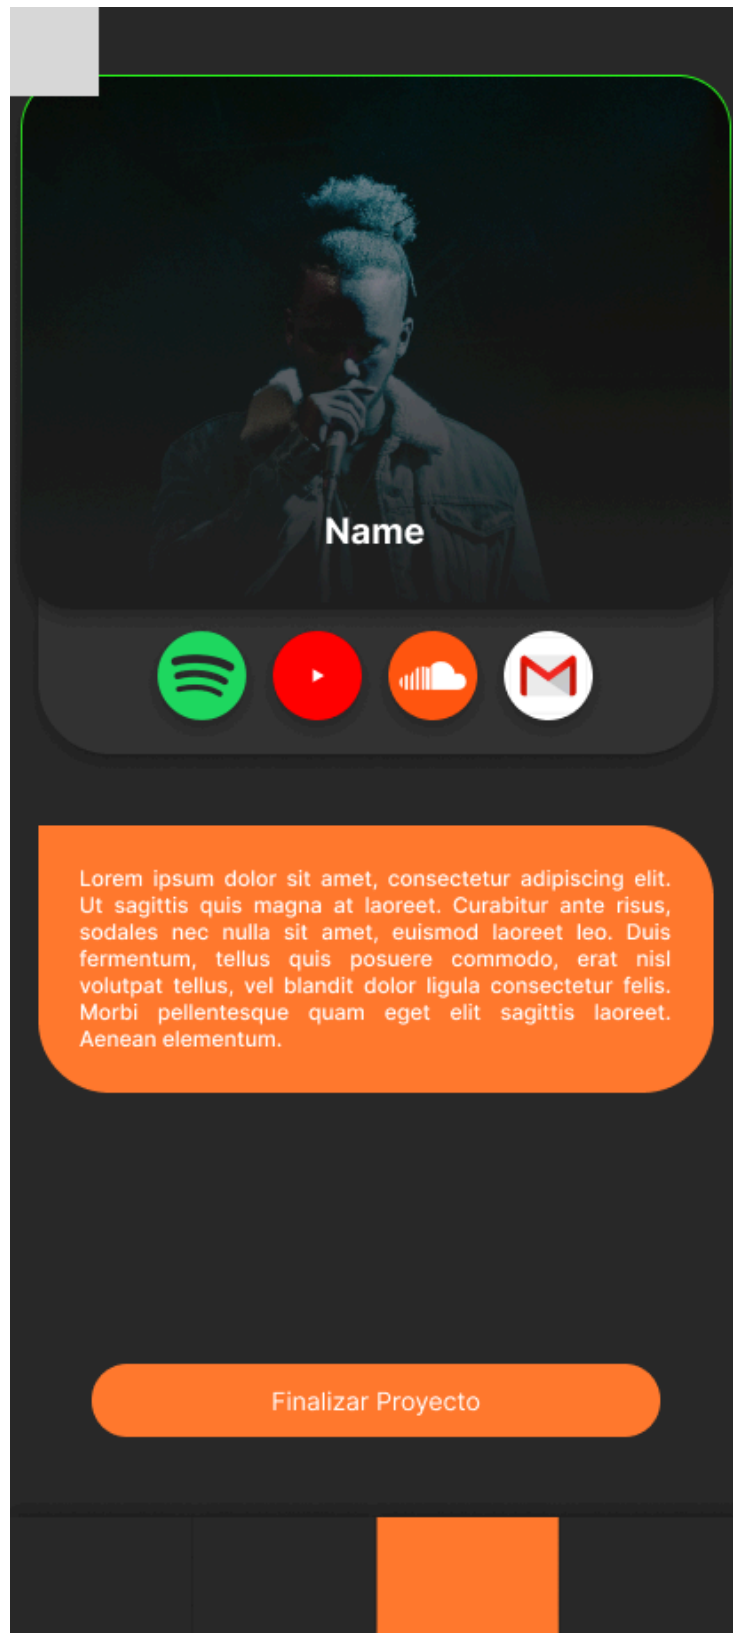 Name
Lorem ipsum dolor sit amet, consectetur adipiscing elit.
Ut sagittis quis magna at laoreet. Curabitur ante risus,
sodales nec nulla sit amet, euismod laoreet leo. Duis
fermentum, tellus quis posuere commodo, erat nisl
volutpat tellus, vel blandit dolor ligula consectetur felis.
Morbi pellentesque quam eget elit sagittis laoreet.
Aenean elementum.
Finalizar Proyecto